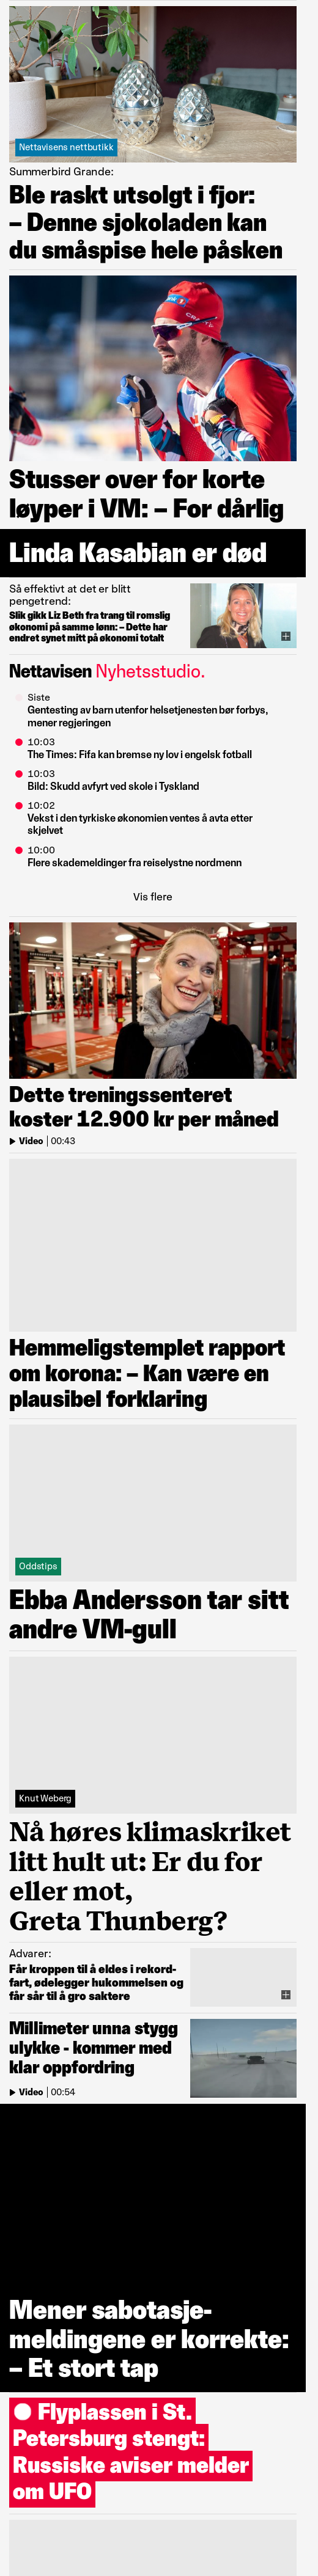 Nettavisens nettbutikk
Summerbird Grande:
Ble raskt utsolgt i fjor:
– Denne sjokoladen kan
du småspise hele påsken
Stusser over for korte
løyper i VM: – For dårlig
Linda Kasabian er død
Så effektivt at det er blitt
pengetrend:
Slik gikk Liz Beth fra trang til romslig
økonomi på samme lønn: – Dette har
endret synet mitt på økonomi totalt
Nettavisen Nyhetsstudio.
Siste
Gentesting av barn utenfor helsetjenesten bør forbys,
mener regjeringen
10:03
The Times: Fifa kan bremse ny lov i engelsk fotball
10:03
Bild: Skudd avfyrt ved skole i Tyskland
10:02
Vekst i den tyrkiske økonomien ventes å avta etter
skjelvet
10:00
Flere skademeldinger fra reiselystne nordmenn
Vis flere
Dette treningssenteret
koster 12.900 kr per måned
Video | 00:43
Hemmeligstemplet rapport
om korona: – Kan være en
plausibel forklaring
Oddstips
Ebba Andersson tar sitt
andre VM-gull
Knut Weberg
Nå høres klimaskriket
litt hult ut: Er du for
eller mot,
Greta Thunberg?
Advarer:
Får kroppen til å eldes i rekord-
fart, ødelegger hukommelsen og
får sår til å gro saktere
Millimeter unna stygg
ulykke - kommer med
klar oppfordring
Video | 00:54
Mener sabotasje-
meldingene er korrekte:
– Et stort tap
Flyplassen i St.
Petersburg stengt:
Russiske aviser melder
om UFO